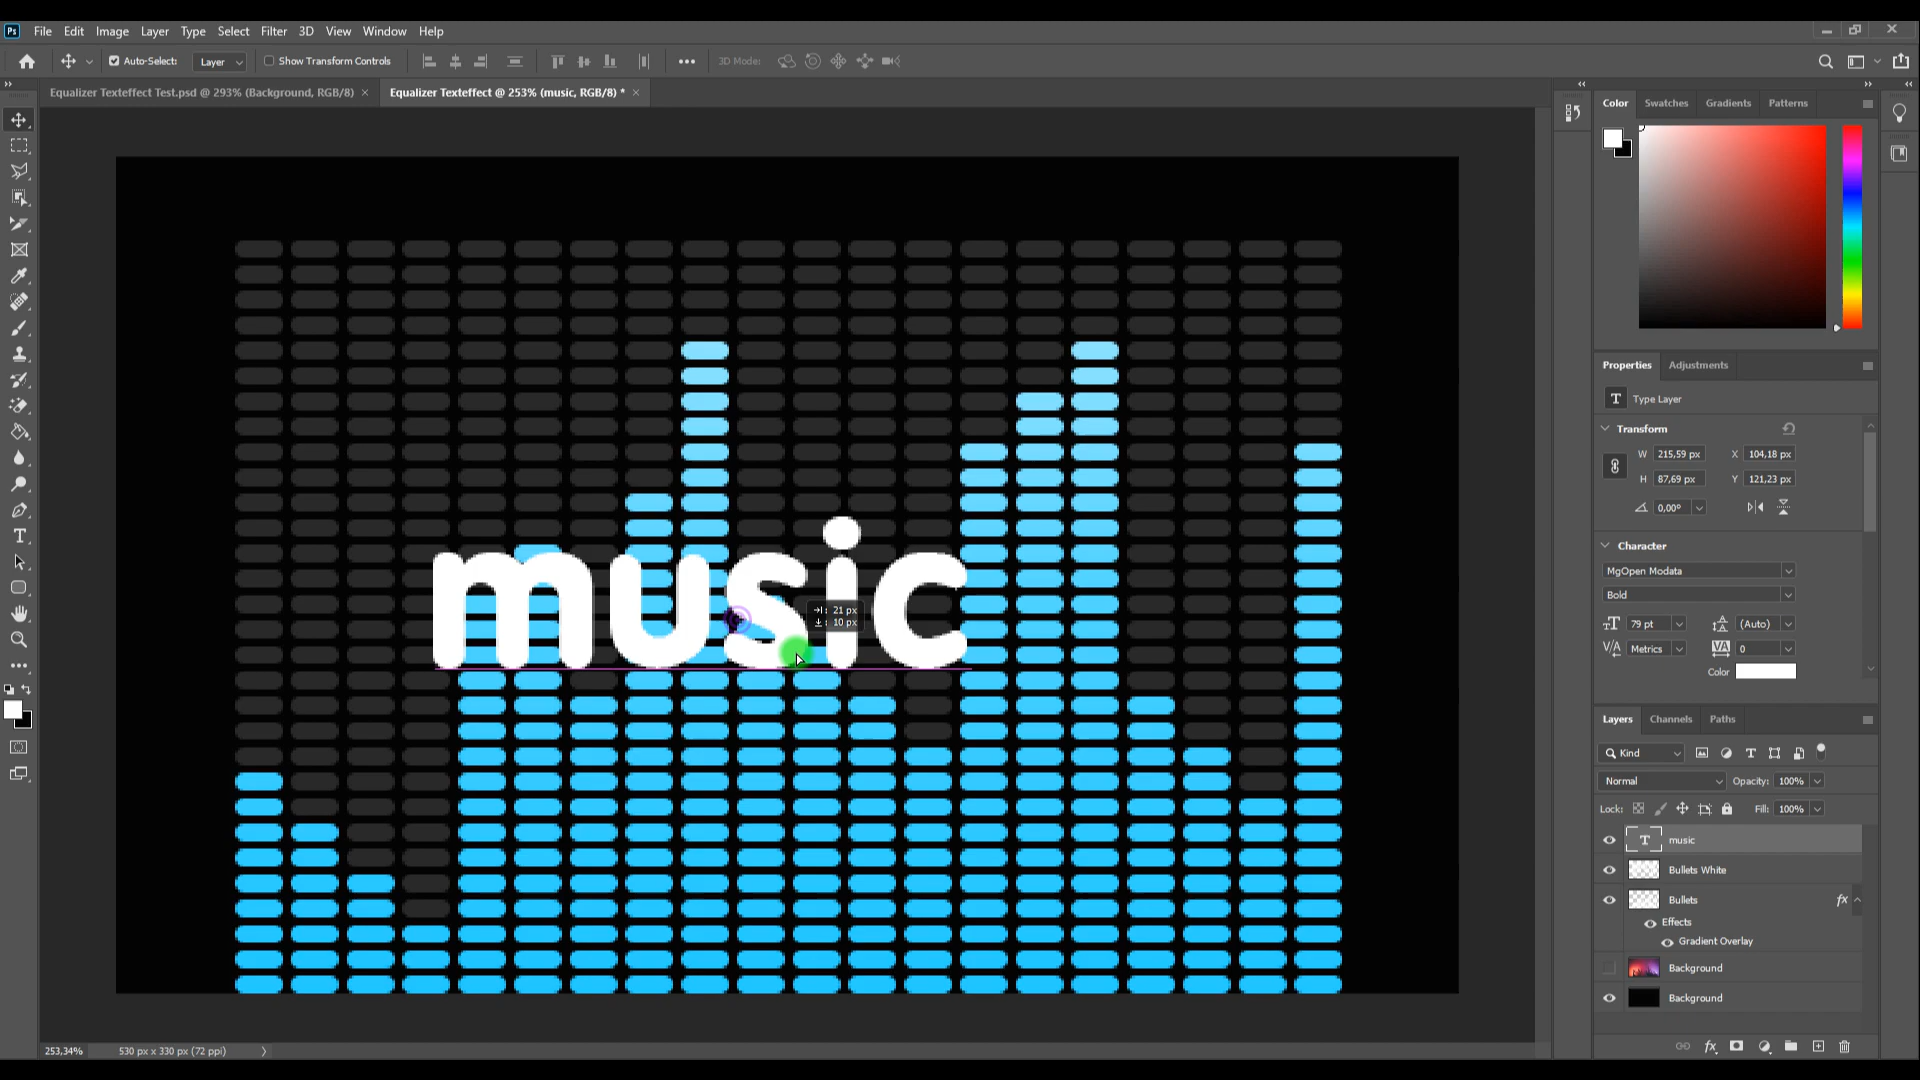 Ps File Edit Image Layer Type Select Filter 3D View Window Help
Auto-Select: Layer Show Transform Controls 3D Mode:
Equalizer Texteffect Test.psd @ 293% (Background, RGB/8) × Equalizer Texteffect @ 253% (music, RGB/8) * ×
Color Swatches Gradients Patterns
Properties Adjustments
T Type Layer
Transform
W 215,59 px X 104,18 px
H 87,69 px Y 121,23 px
0,00°
Character
MgOpen Modata
Bold
79 pt (Auto)
Metrics 0
Color
music
21 px
10 px
Layers Channels Paths
Kind
Normal Opacity: 100%
Lock: Fill: 100%
music
Bullets White
Bullets fx
Effects
Gradient Overlay
Background
Background
253,34% 530 px x 330 px (72 ppi)